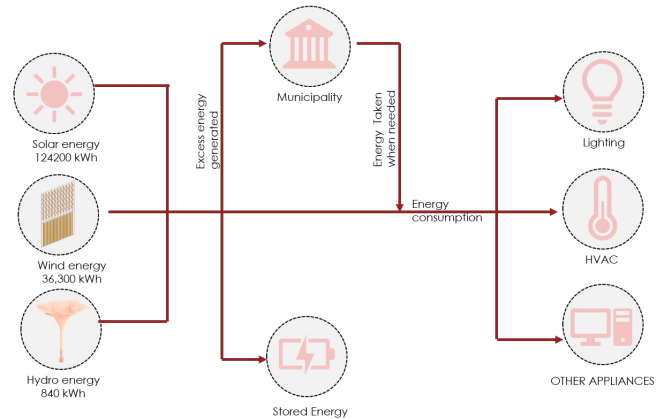 Solar energy
124200 kWh
Wind energy
36,300 kWh
Hydro energy
840 kWh
Excess energy
generated
Municipality
Energy Taken
when needed
Stored Energy
Energy
consumption
Lighting
HVAC
OTHER APPLIANCES